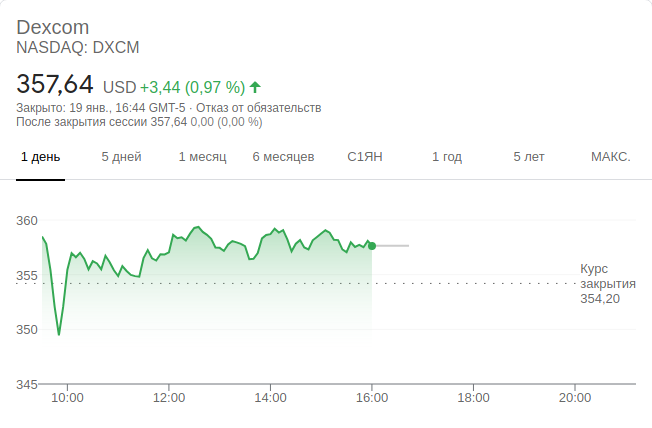 Dexcom
NASDAQ: DXCM
357,64 USD +3,44 (0,97 %)
Закрыто: 19 янв., 16:44 GMT-5 · Отказ от обязательств
После закрытия сессии 357,64 0,00 (0,00 %)
1 день 5 дней 1 месяц 6 месяцев С1ЯН 1 год 5 лет МАКС.
360
355
350
345
Курс
закрытия
354,20
10:00 12:00 14:00 16:00 18:00 20:00